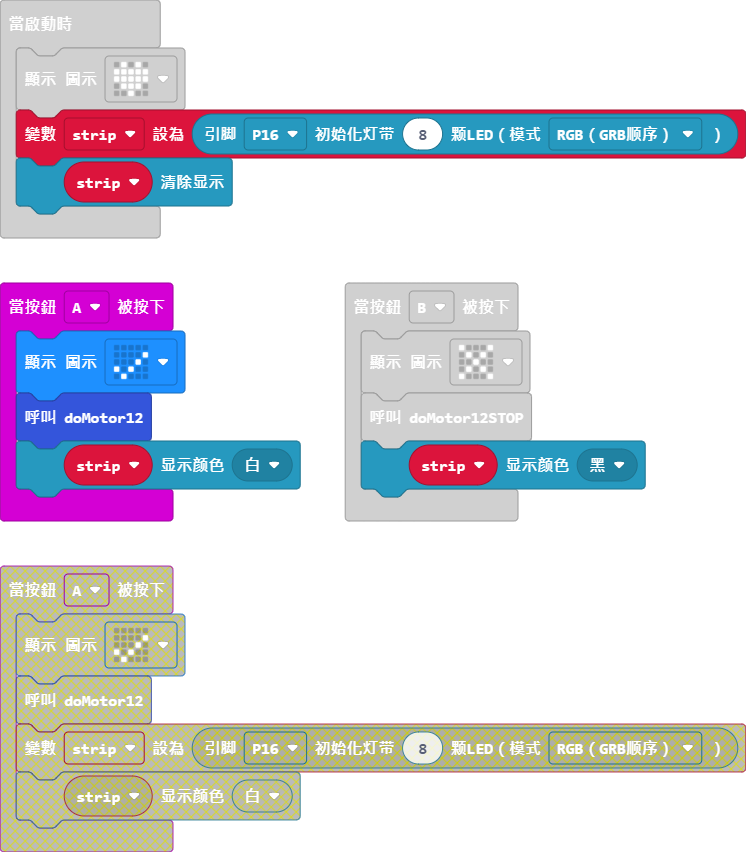 當啟動時
顯示 圖示
變數 strip 設為 引脚 P16 初始化灯带 8 颗LED(模式 RGB(GRB顺序) )
strip 清除显示
當按鈕 A 被按下
顯示 圖示
呼叫 doMotor12
strip 显示颜色 白
當按鈕 B 被按下
顯示 圖示
呼叫 doMotor12STOP
strip 显示颜色 黑
當按鈕 A 被按下
顯示 圖示
呼叫 doMotor12
變數 strip 設為 引脚 P16 初始化灯带 8 颗LED(模式 RGB(GRB顺序) )
strip 显示颜色 白